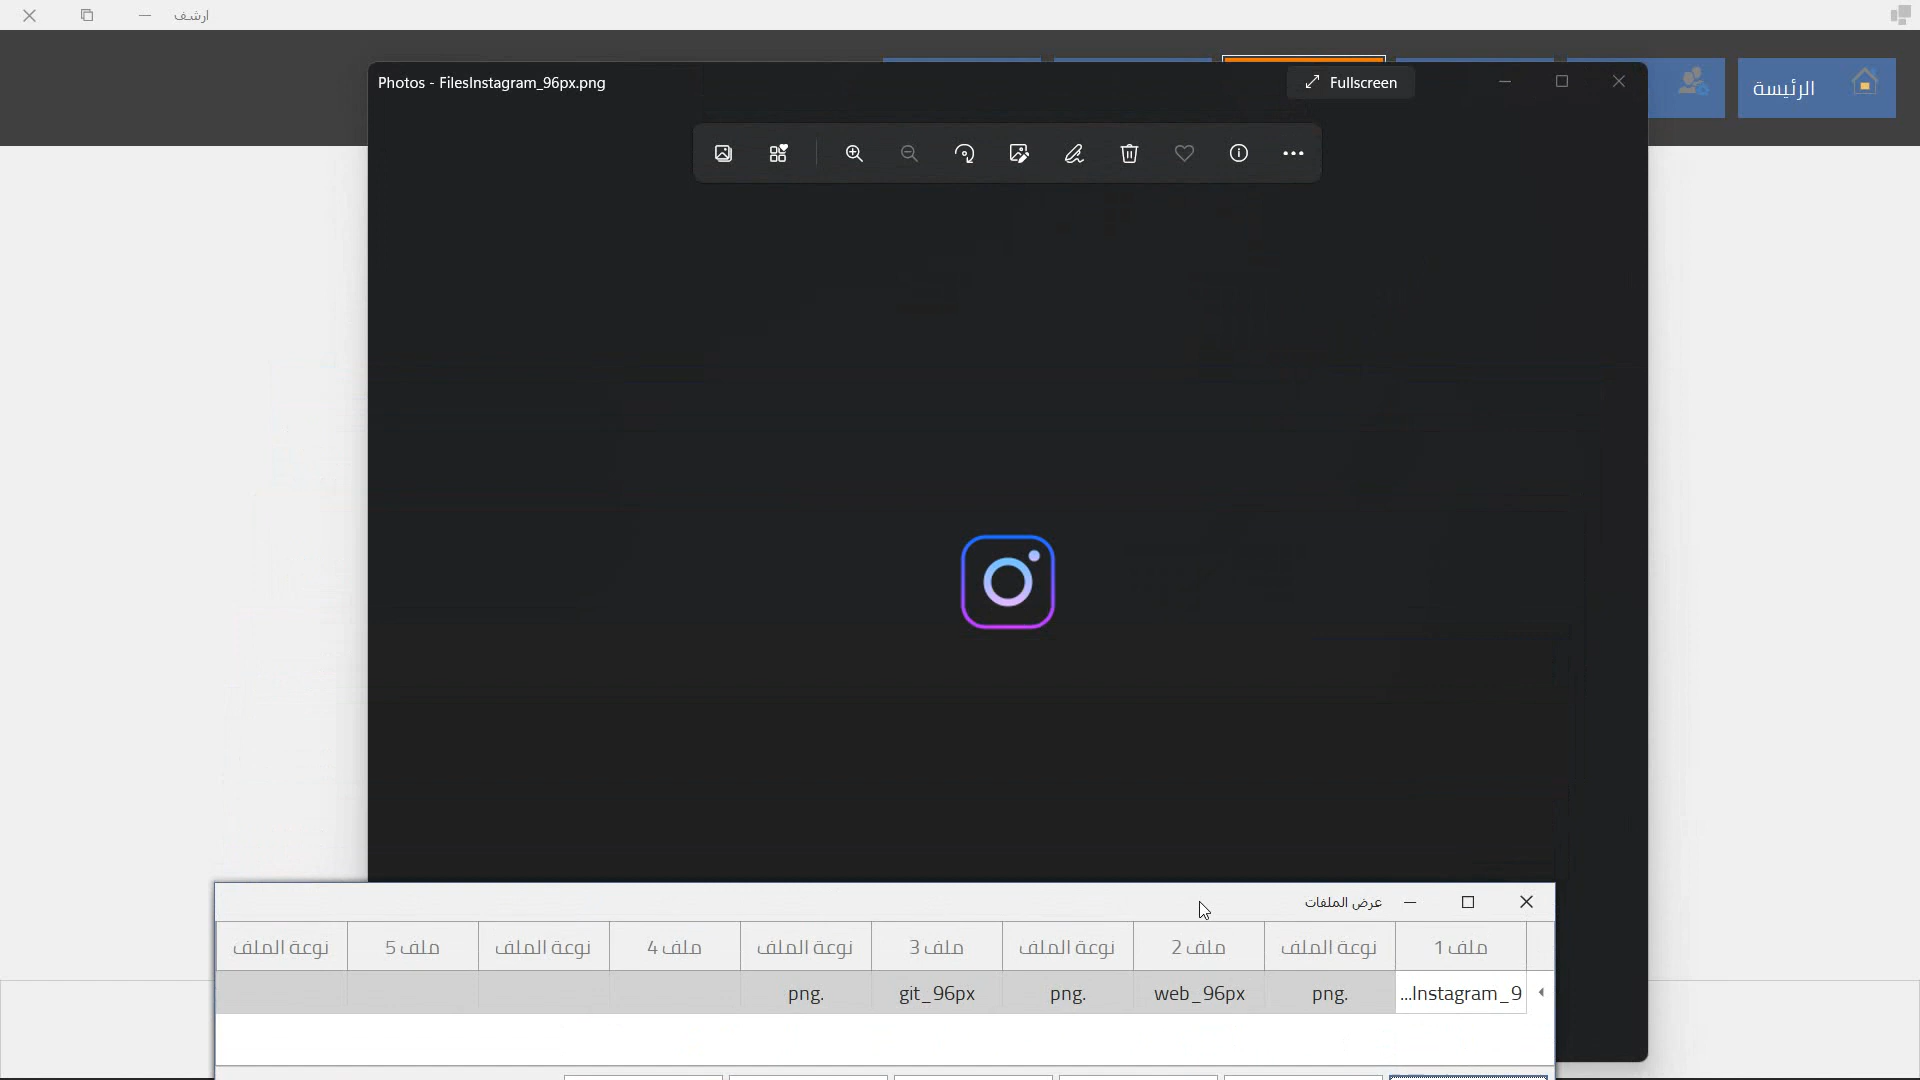 ارشف
الرئيسة
Photos - FilesInstagram_96px.png
Fullscreen
عرض الملفات
ملف 1 نوعة الملف ملف 2 نوعة الملف ملف 3 نوعة الملف ملف 4 نوعة الملف ملف 5 نوعة الملف
Instagram_9... .png web_96px .png git_96px .png